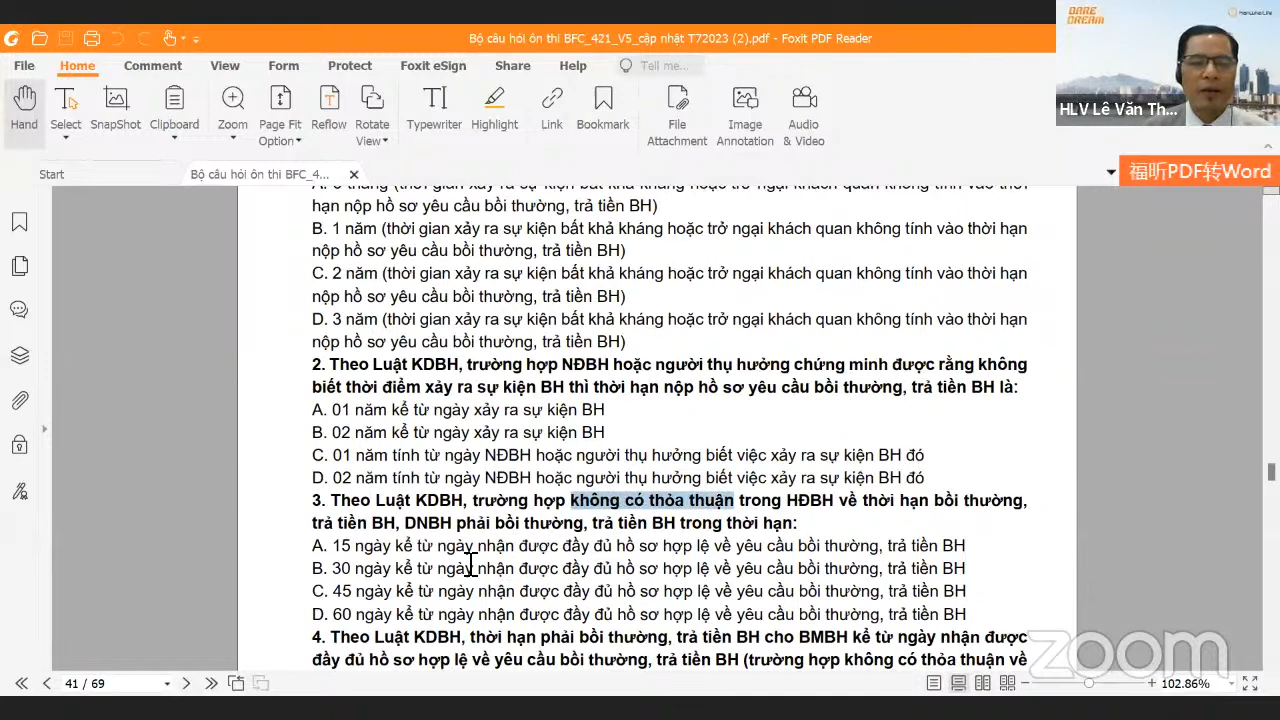 DARE
DREAM
Hanwha Life
Bộ câu hỏi ôn thi BFC_421_V5_cập nhật T72023 (2).pdf - Foxit PDF Reader
File Home Comment View Form Protect Foxit eSign Share Help Tell me...
HLV Lê Văn Th...
Hand Select SnapShot Clipboard Zoom Page Fit Option Reflow Rotate View Typewriter Highlight Link Bookmark File Attachment Image Annotation Audio & Video
Start Bộ câu hỏi ôn thi BFC_4...
福昕PDF转Word
hạn nộp hồ sơ yêu cầu bồi thường, trả tiền BH)
B. 1 năm (thời gian xảy ra sự kiện bất khả kháng hoặc trở ngại khách quan không tính vào thời hạn
nộp hồ sơ yêu cầu bồi thường, trả tiền BH)
C. 2 năm (thời gian xảy ra sự kiện bất khả kháng hoặc trở ngại khách quan không tính vào thời hạn
nộp hồ sơ yêu cầu bồi thường, trả tiền BH)
D. 3 năm (thời gian xảy ra sự kiện bất khả kháng hoặc trở ngại khách quan không tính vào thời hạn
nộp hồ sơ yêu cầu bồi thường, trả tiền BH)
2. Theo Luật KDBH, trường hợp NĐBH hoặc người thụ hưởng chứng minh được rằng không
biết thời điểm xảy ra sự kiện BH thì thời hạn nộp hồ sơ yêu cầu bồi thường, trả tiền BH là:
A. 01 năm kể từ ngày xảy ra sự kiện BH
B. 02 năm kể từ ngày xảy ra sự kiện BH
C. 01 năm tính từ ngày NĐBH hoặc người thụ hưởng biết việc xảy ra sự kiện BH đó
D. 02 năm tính từ ngày NĐBH hoặc người thụ hưởng biết việc xảy ra sự kiện BH đó
3. Theo Luật KDBH, trường hợp không có thỏa thuận trong HĐBH về thời hạn bồi thường,
trả tiền BH, DNBH phải bồi thường, trả tiền BH trong thời hạn:
A. 15 ngày kể từ ngày nhận được đầy đủ hồ sơ hợp lệ về yêu cầu bồi thường, trả tiền BH
B. 30 ngày kể từ ngày nhận được đầy đủ hồ sơ hợp lệ về yêu cầu bồi thường, trả tiền BH
C. 45 ngày kể từ ngày nhận được đầy đủ hồ sơ hợp lệ về yêu cầu bồi thường, trả tiền BH
D. 60 ngày kể từ ngày nhận được đầy đủ hồ sơ hợp lệ về yêu cầu bồi thường, trả tiền BH
4. Theo Luật KDBH, thời hạn phải bồi thường, trả tiền BH cho BMBH kể từ ngày nhận được
đầy đủ hồ sơ hợp lệ về yêu cầu bồi thường, trả tiền BH (trường hợp không có thỏa thuận về
zoom
41 / 69
102.86%